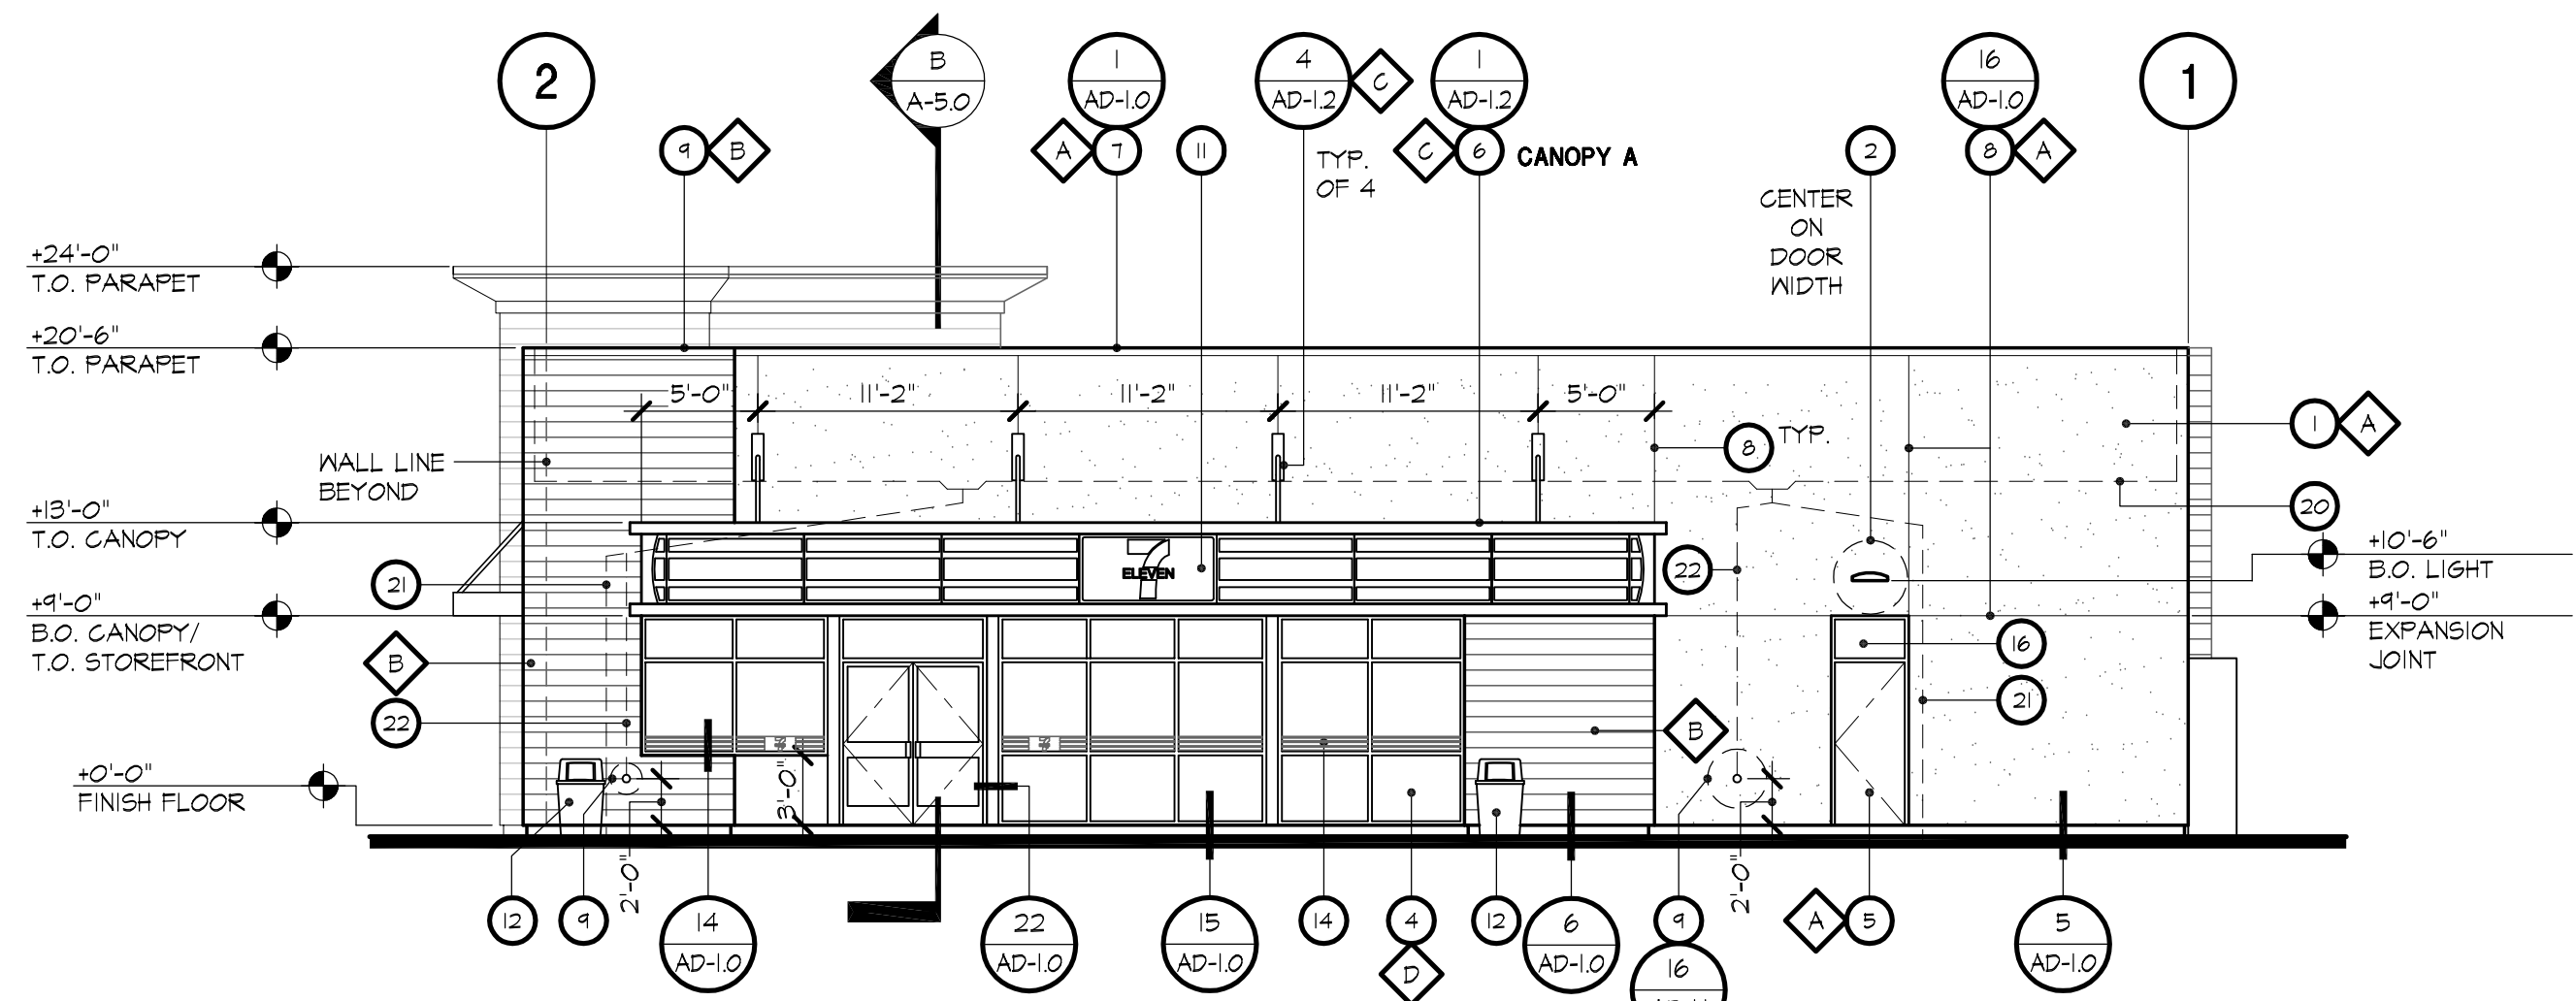 2
B
A-5.0
1
AD-1.0
4
AD-1.2
C
1
AD-1.2
16
AD-1.0
1
9
B
A
7
11
TYP.
OF 4
C
6
CANOPY A
2
8
A
CENTER
ON
DOOR
WIDTH
+24'-0"
T.O. PARAPET
+20'-6"
T.O. PARAPET
5'-0"
11'-2"
11'-2"
11'-2"
5'-0"
1
A
8
TYP.
WALL LINE
BEYOND
20
+13'-0"
T.O. CANOPY
+10'-6"
B.O. LIGHT
21
7
ELEVEN
22
+9'-0"
B.O. CANOPY/
T.O. STOREFRONT
+9'-0"
EXPANSION
JOINT
B
16
21
22
B
+0'-0"
FINISH FLOOR
3'-0"
2'-0"
2'-0"
12
9
14
AD-1.0
22
AD-1.0
15
AD-1.0
14
4
D
12
6
AD-1.0
9
16
A
5
5
AD-1.0